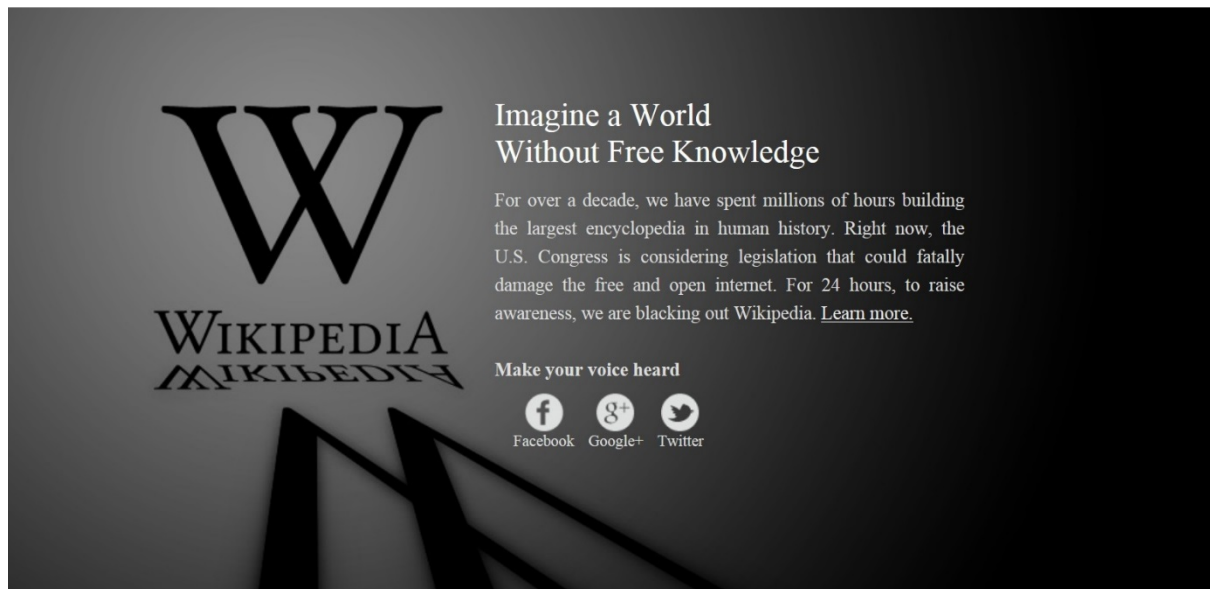 W
WIKIPEDIA
WIKIPEDIA
Imagine a World
Without Free Knowledge
For over a decade, we have spent millions of hours building
the largest encyclopedia in human history. Right now, the
U.S. Congress is considering legislation that could fatally
damage the free and open internet. For 24 hours, to raise
awareness, we are blacking out Wikipedia. Learn more.
Make your voice heard
f g+
Facebook Google+ Twitter